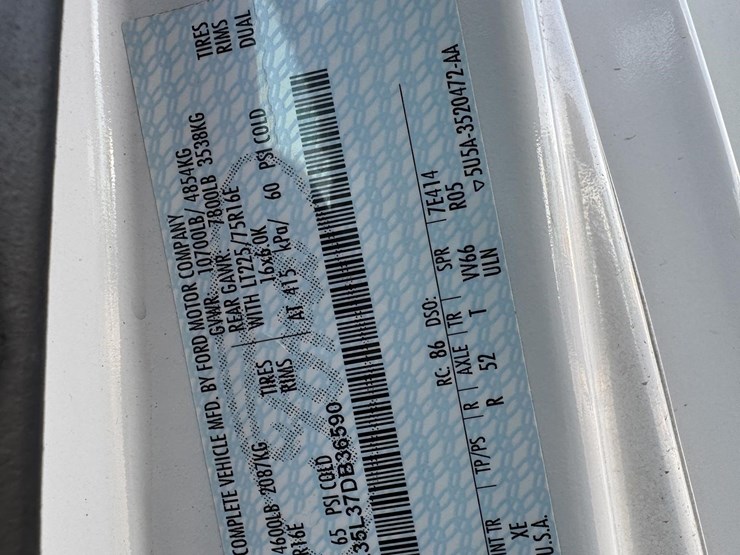 COMPLETE VEHICLE MFD. BY FORD MOTOR COMPANY
GVWR: 10700LB/ 4854KG
4600LB 2087KG REAR GAWR: 7800LB 3538KG
R16E TIRES WITH LT225/75R16E TIRES
RIMS 16x6.0K RIMS
65 PSI COLD AT 415 kPa/ 60 PSI COLD DUAL
35L37DB36590
RC: 86 DSO:
INT TR TP/PS R AXLE TR SPR 7E414
XE R 52 T VV66 R05
U.S.A. ULN ▽5U5A-3520472-AA